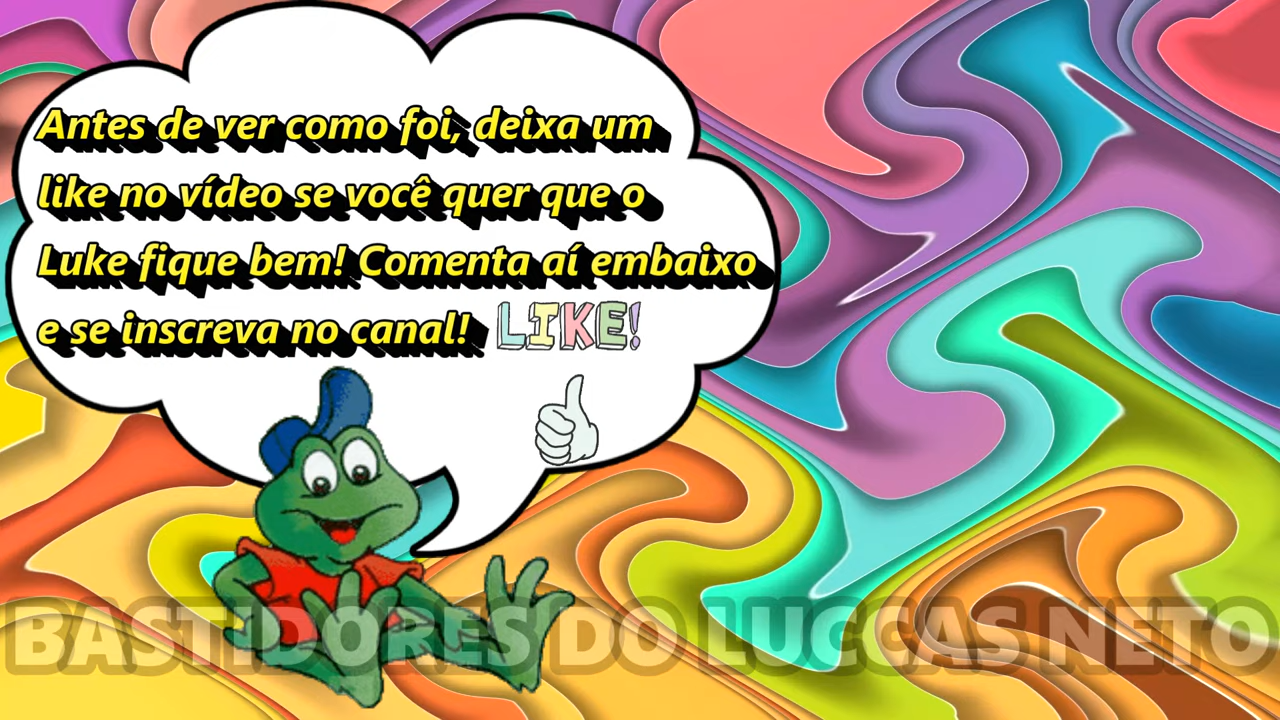 Antes de ver como foi, deixa um
like no vídeo se você quer que o
Luke fique bem! Comenta aí embaixo
e se inscreva no canal! LIKE!
BASTIDORES DO LUCCAS NETO